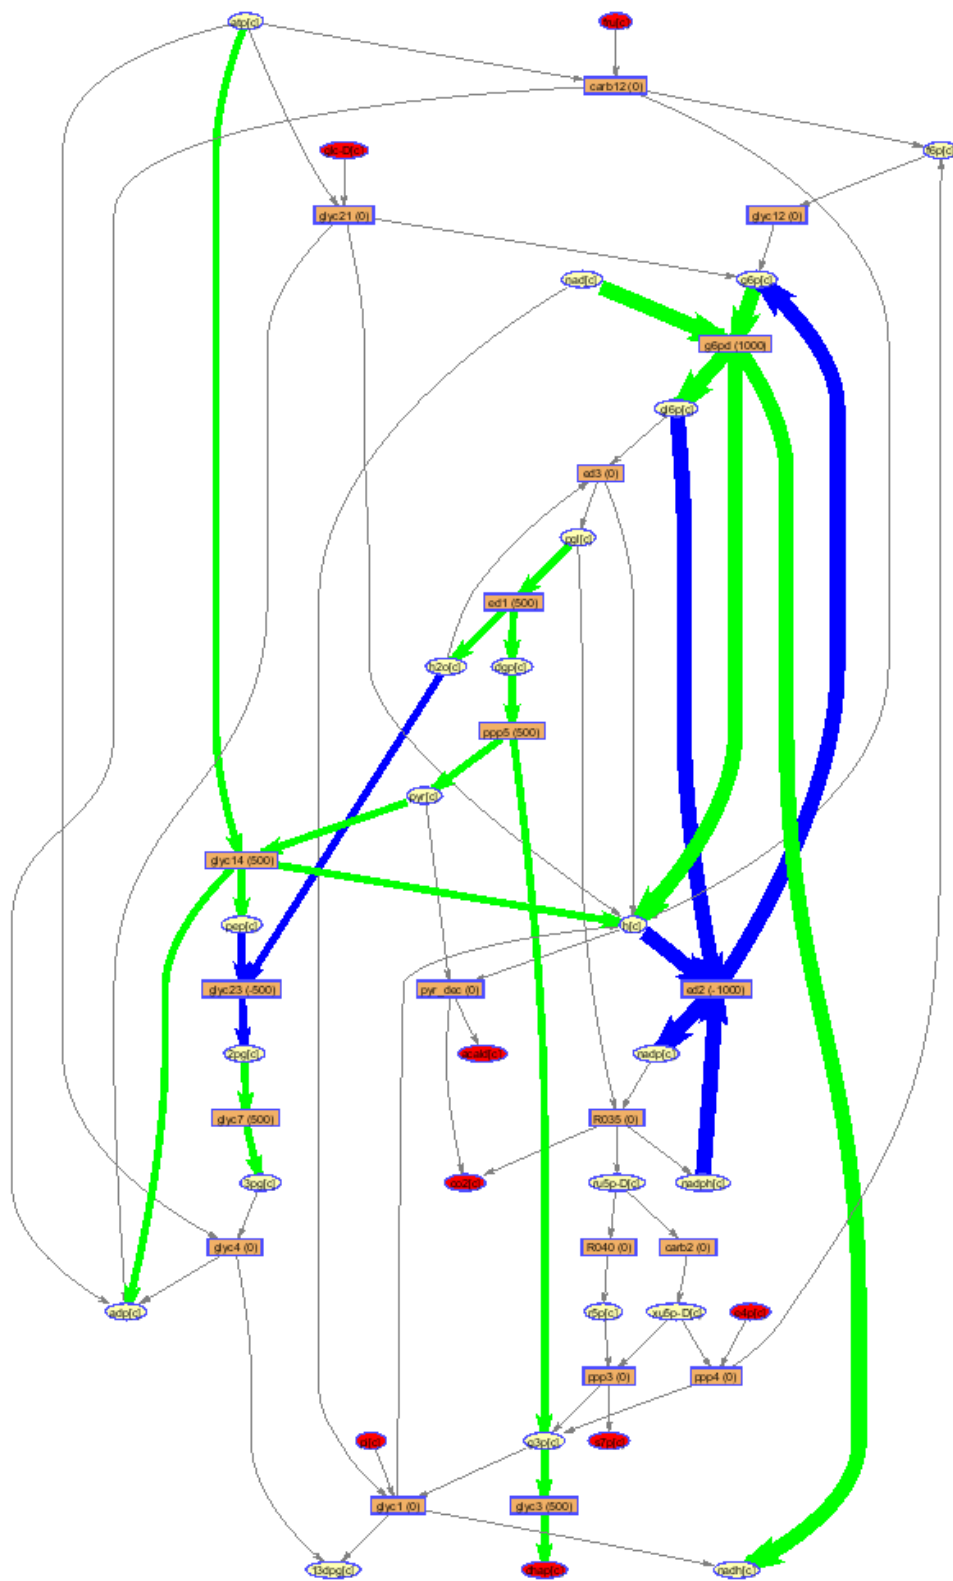 atp[c] fru[c]
carb12 (0)
glc-D[c] f6p[c]
glyc21 (0) glyc12 (0)
nad[c] g6p[c]
g6pd (1000)
gl6p[c]
ed3 (0)
pgl[c]
ed1 (500)
h2o[c] dgp[c]
ppp5 (500)
pyr[c]
glyc14 (500)
pep[c] h[c]
glyc23 (-500) pyr_dec (0) ed2 (-1000)
2pg[c] acald[c] nadp[c]
glyc7 (500) R035 (0)
3pg[c] co2[c] ru5p-D[c] nadph[c]
glyc4 (0) R040 (0) carb2 (0)
adp[c] r5p[c] xu5p-D[c] e4p[c]
ppp3 (0) ppp4 (0)
pi[c] g3p[c] s7p[c]
glyc1 (0) glyc3 (500)
13dpg[c] dhap[c] nadh[c]